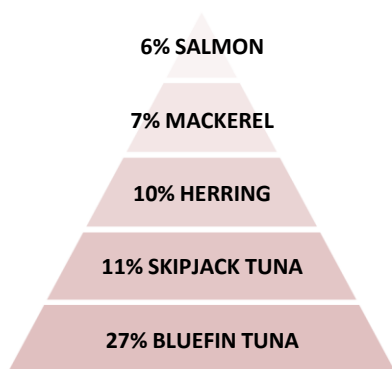 6% SALMON
7% MACKEREL
10% HERRING
11% SKIPJACK TUNA
27% BLUEFIN TUNA